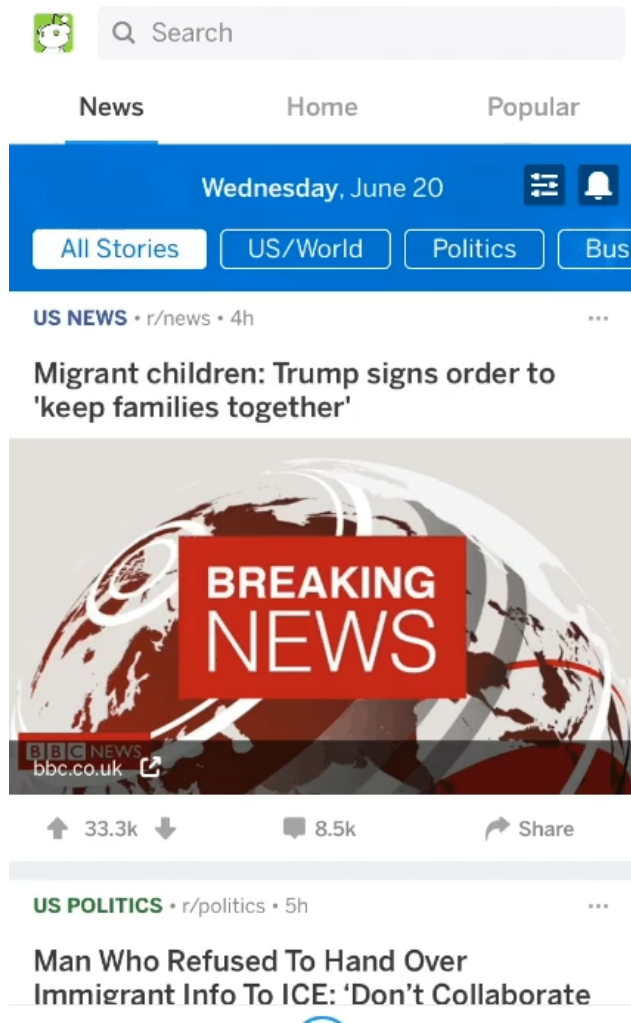 Search
News Home Popular
Wednesday, June 20
All Stories US/World Politics Bus
US NEWS • r/news • 4h
Migrant children: Trump signs order to
'keep families together'
BREAKING
NEWS
BBC NEWS
bbc.co.uk
33.3k 8.5k Share
US POLITICS • r/politics • 5h
Man Who Refused To Hand Over
Immigrant Info To ICE: ‘Don’t Collaborate